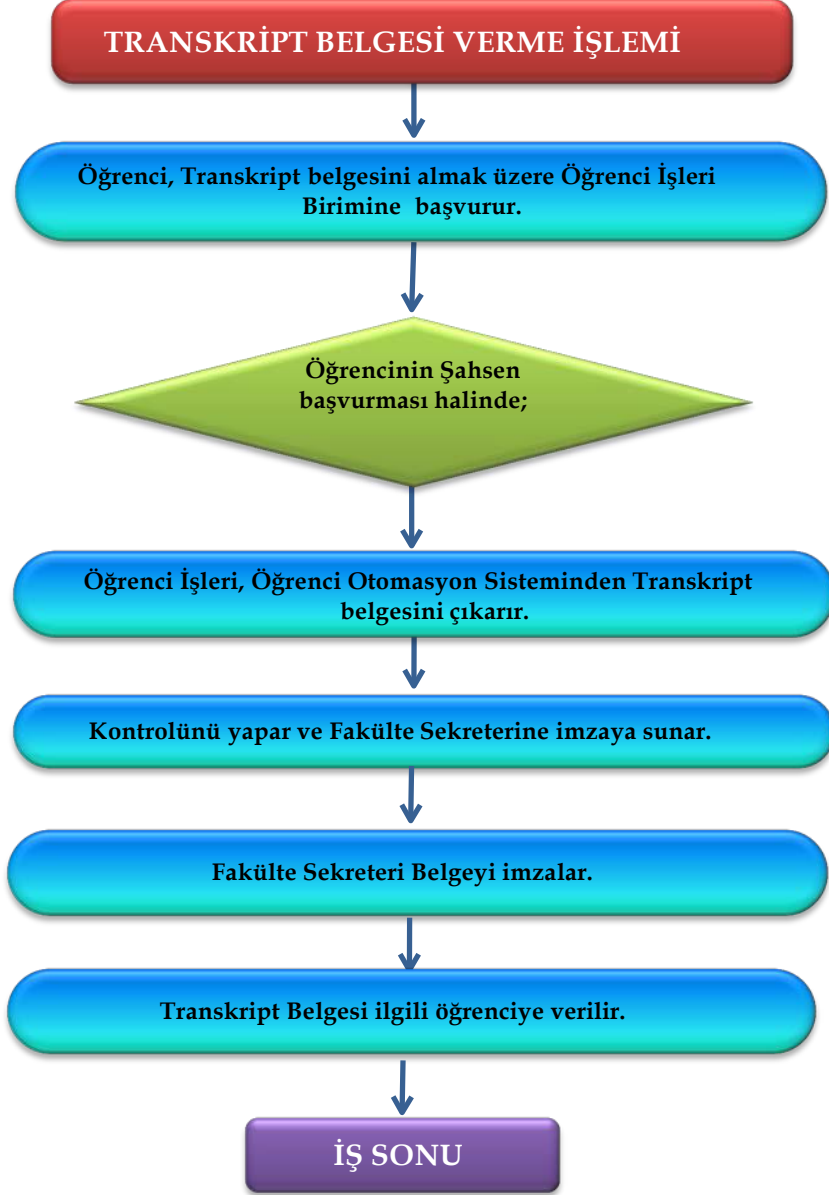 TRANSKRİPT BELGESİ VERME İŞLEMİ
Öğrenci, Transkript belgesini almak üzere Öğrenci İşleri
Birimine başvurur.
Öğrencinin Şahsen
başvurması halinde;
Öğrenci İşleri, Öğrenci Otomasyon Sisteminden Transkript
belgesini çıkarır.
Kontrolünü yapar ve Fakülte Sekreterine imzaya sunar.
Fakülte Sekreteri Belgeyi imzalar.
Transkript Belgesi ilgili öğrenciye verilir.
İŞ SONU